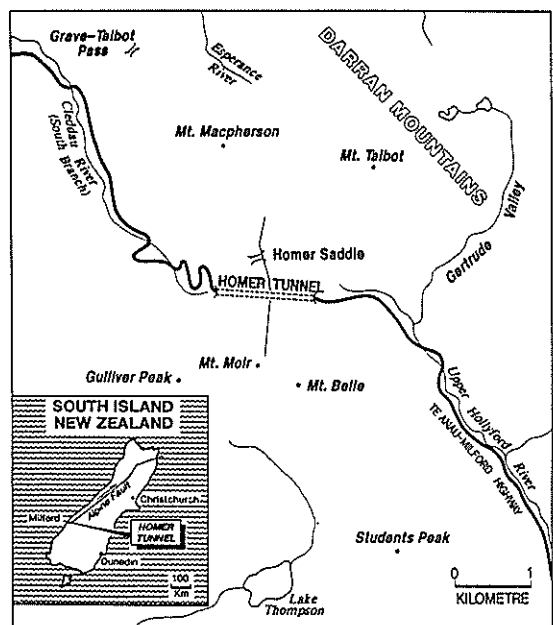 Grave-Talbot
Pass
Esperance
River
DARRAN MOUNTAINS
Cleddau River
(South Branch)
Mt. Macpherson
Mt. Talbot
Gertrude Valley
Homer Saddle
HOMER TUNNEL
Mt. Moir
Gulliver Peak
Mt. Belle
Upper Hollyford River
TE ANAU-MILFORD HIGHWAY
SOUTH ISLAND
NEW ZEALAND
Alpine Fault
Christchurch
Milford
HOMER
TUNNEL
Dunedin
100
Km
Students Peak
Lake
Thompson
0 1
KILOMETRE